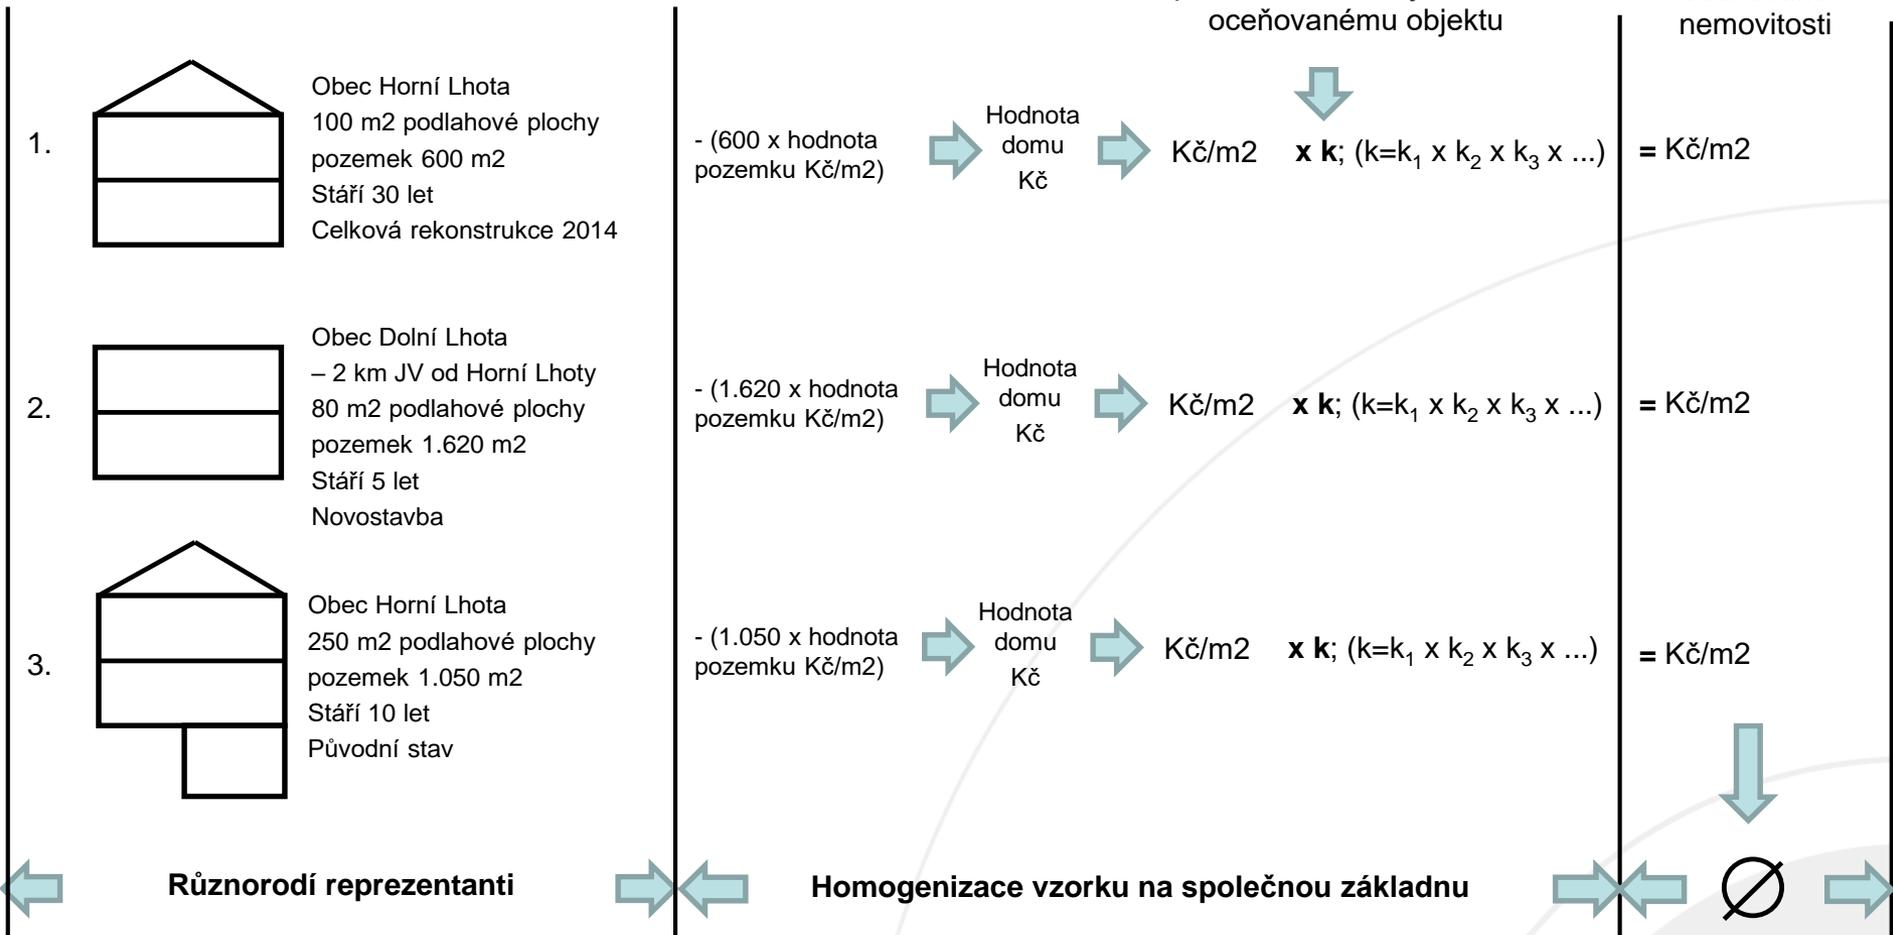 oceňovanému objektu
nemovitosti
1.
Obec Horní Lhota
100 m2 podlahové plochy
pozemek 600 m2
Stáří 30 let
Celková rekonstrukce 2014
- (600 x hodnota
pozemku Kč/m2)
Hodnota
domu
Kč
Kč/m2
x k; (k=k₁ x k₂ x k₃ x ...)
= Kč/m2
2.
Obec Dolní Lhota
– 2 km JV od Horní Lhoty
80 m2 podlahové plochy
pozemek 1.620 m2
Stáří 5 let
Novostavba
- (1.620 x hodnota
pozemku Kč/m2)
Hodnota
domu
Kč
Kč/m2
x k; (k=k₁ x k₂ x k₃ x ...)
= Kč/m2
3.
Obec Horní Lhota
250 m2 podlahové plochy
pozemek 1.050 m2
Stáří 10 let
Původní stav
- (1.050 x hodnota
pozemku Kč/m2)
Hodnota
domu
Kč
Kč/m2
x k; (k=k₁ x k₂ x k₃ x ...)
= Kč/m2
Různorodí reprezentanti
Homogenizace vzorku na společnou základnu
∅